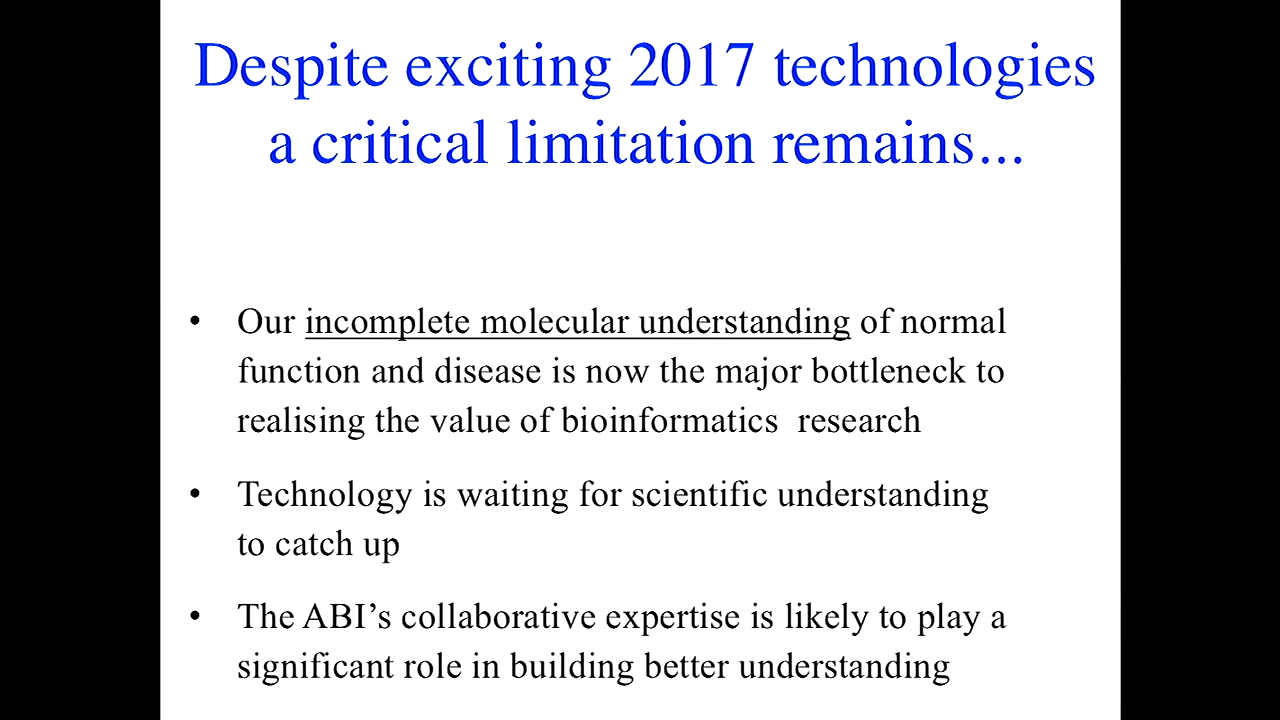 Despite exciting 2017 technologies
a critical limitation remains...
• Our incomplete molecular understanding of normal
function and disease is now the major bottleneck to
realising the value of bioinformatics  research
• Technology is waiting for scientific understanding
to catch up
• The ABI’s collaborative expertise is likely to play a
significant role in building better understanding